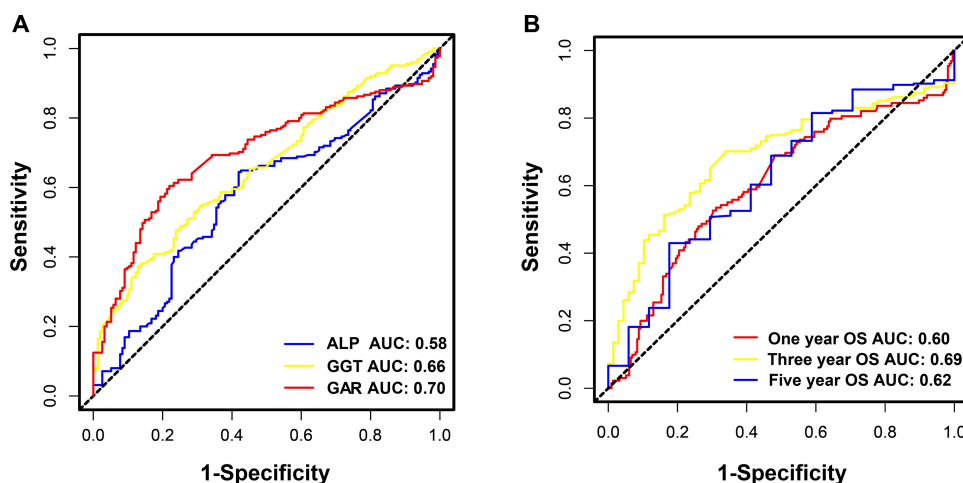 A
Sensitivity
1.0
0.8
0.6
0.4
0.2
0.0
ALP AUC: 0.58
GGT AUC: 0.66
GAR AUC: 0.70
0.0 0.2 0.4 0.6 0.8 1.0
1-Specificity
B
Sensitivity
1.0
0.8
0.6
0.4
0.2
0.0
One year OS AUC: 0.60
Three year OS AUC: 0.69
Five year OS AUC: 0.62
0.0 0.2 0.4 0.6 0.8 1.0
1-Specificity